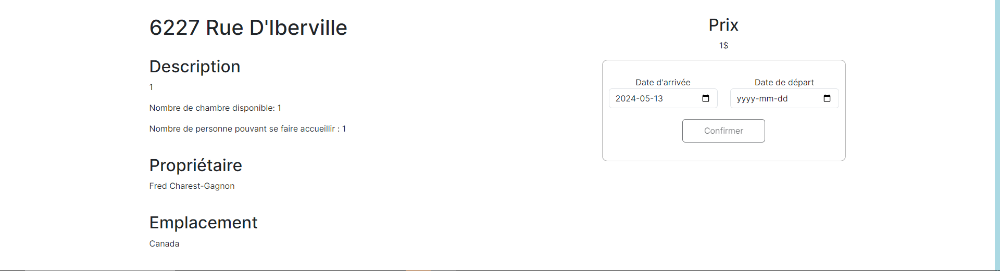 6227 Rue D'Iberville
Description
1
Nombre de chambre disponible: 1
Nombre de personne pouvant se faire accueillir : 1
Propriétaire
Fred Charest-Gagnon
Emplacement
Canada
Prix
1$
Date d'arrivée
2024-05-13
Date de départ
yyyy-mm-dd
Confirmer